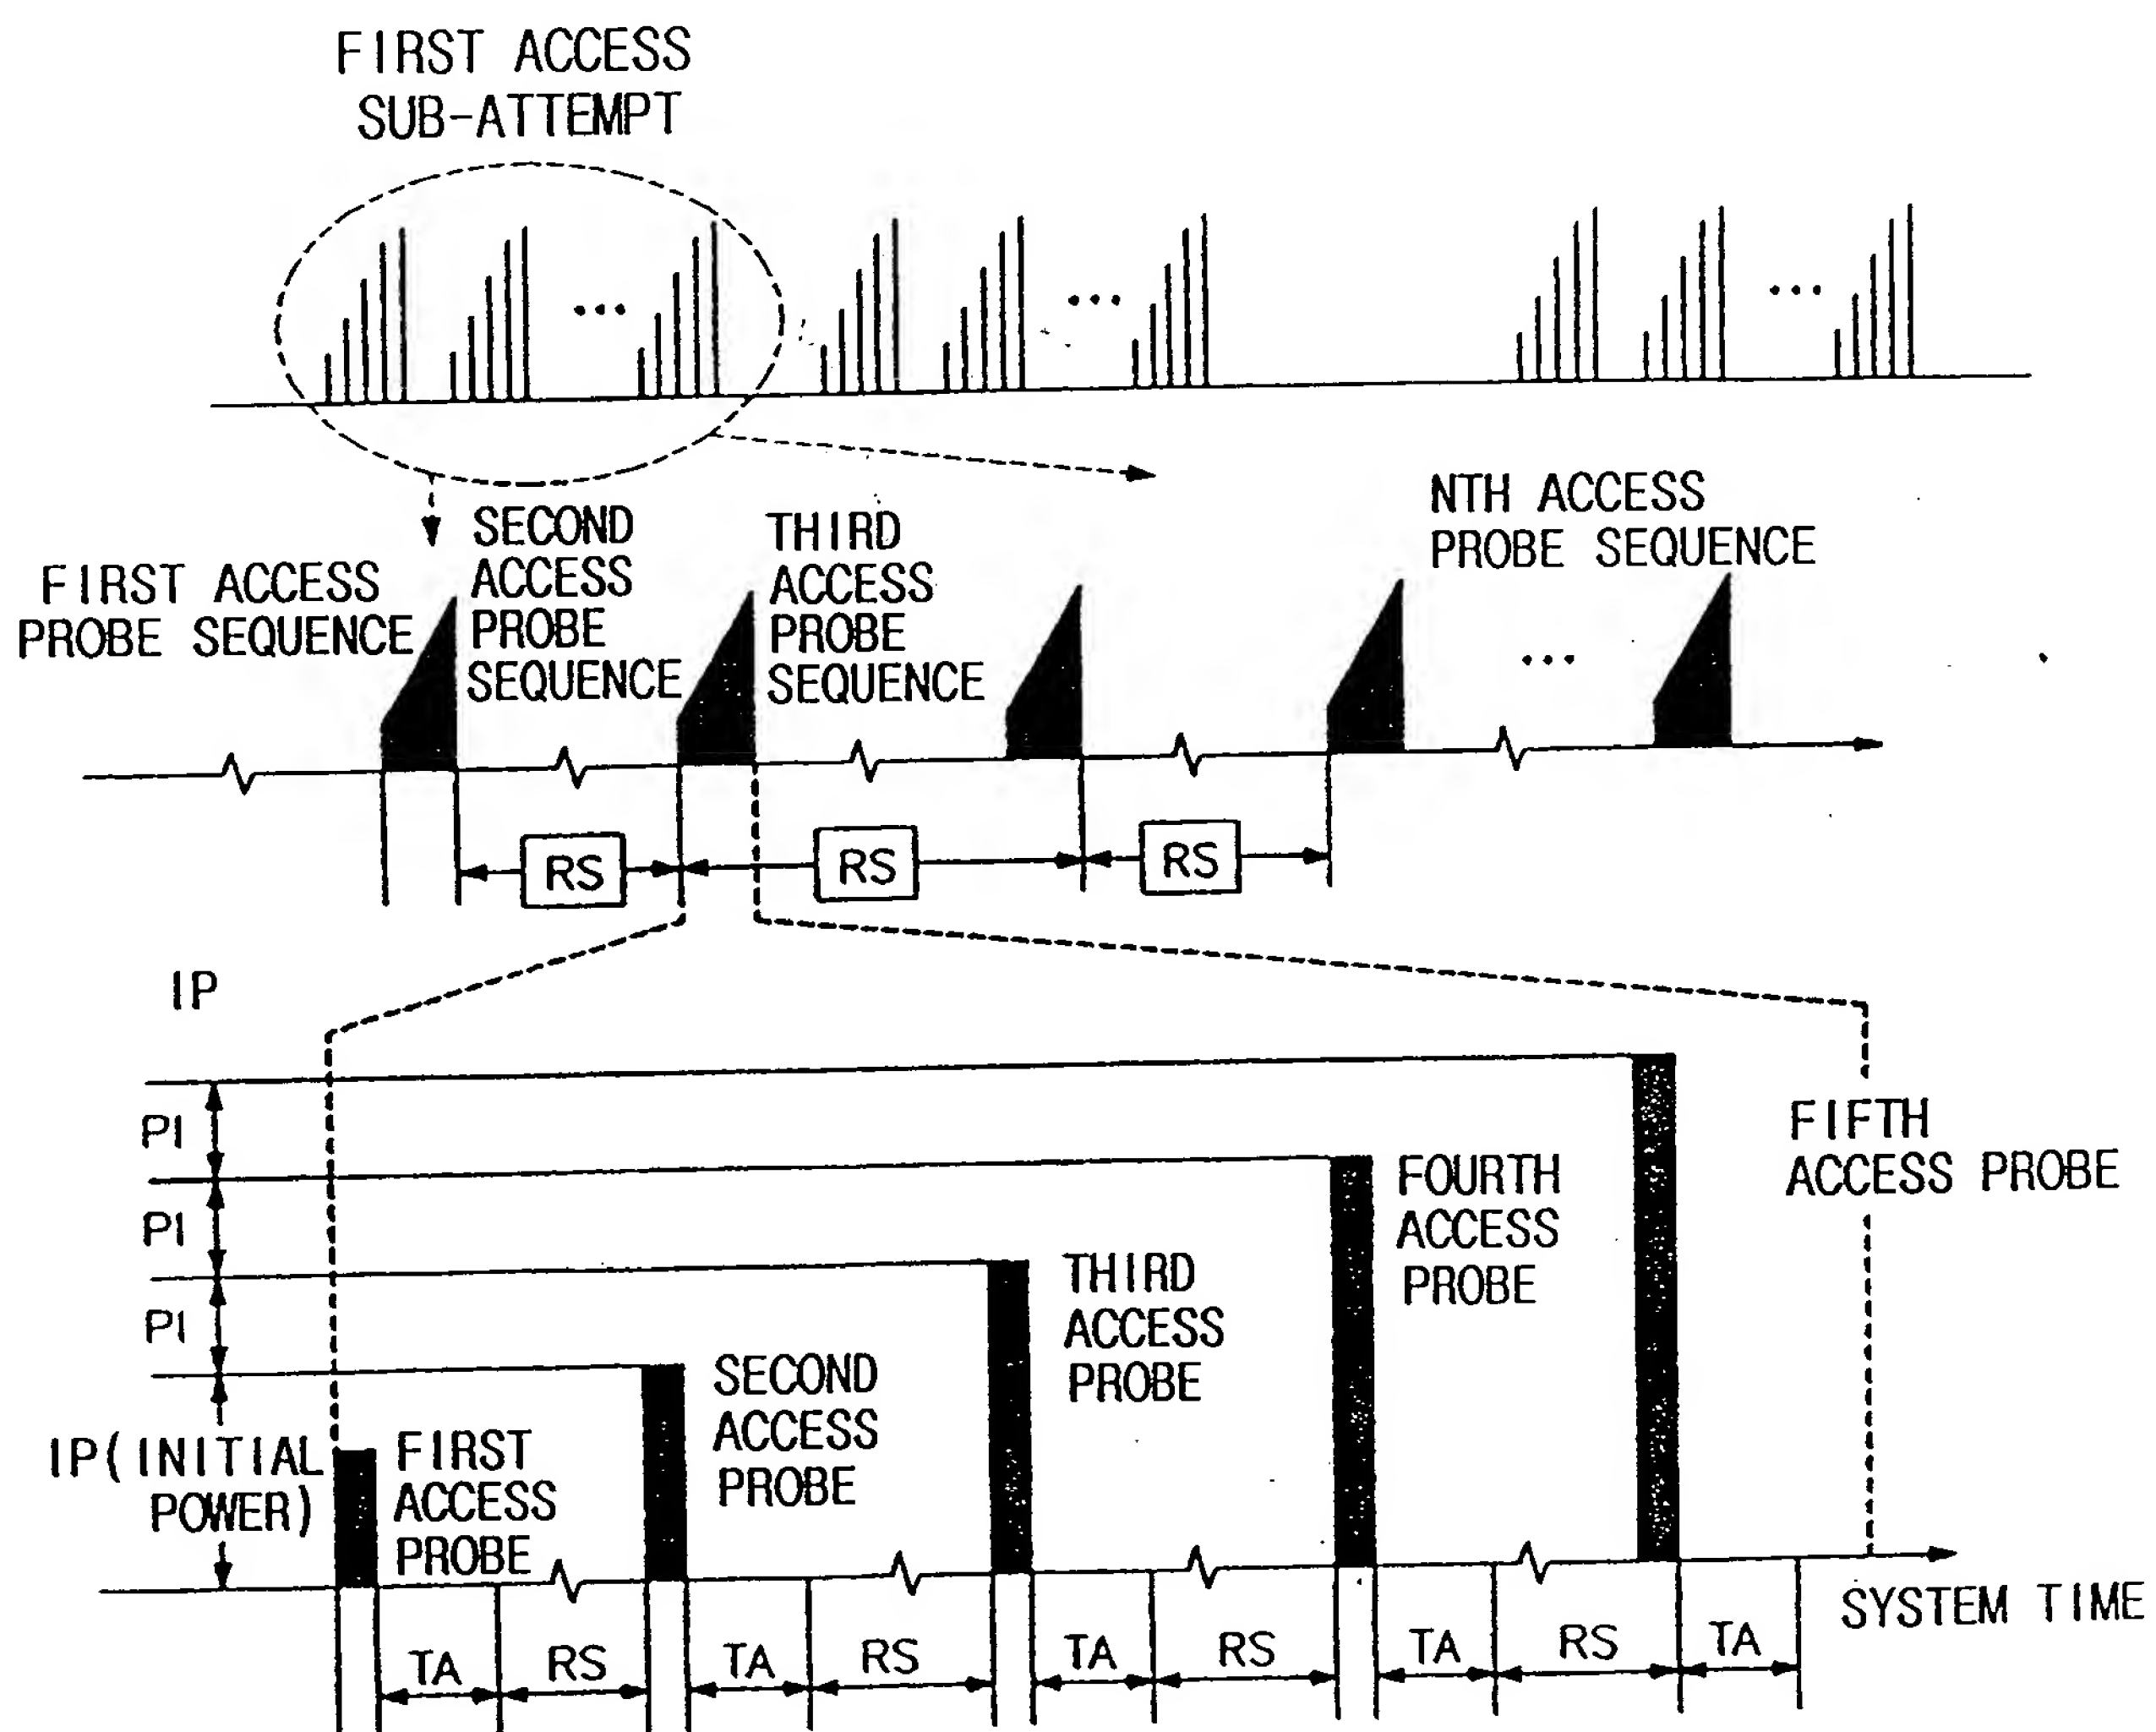 FIRST ACCESS
SUB-ATTEMPT
...
...
...
NTH ACCESS
PROBE SEQUENCE
SECOND
ACCESS
PROBE
SEQUENCE
THIRD
ACCESS
PROBE
SEQUENCE
FIRST ACCESS
PROBE SEQUENCE
...
RS
RS
RS
IP
PI
PI
PI
FIFTH
ACCESS PROBE
FOURTH
ACCESS
PROBE
THIRD
ACCESS
PROBE
SECOND
ACCESS
PROBE
IP(INITIAL
POWER)
FIRST
ACCESS
PROBE
SYSTEM TIME
TA
RS
TA
RS
TA
RS
TA
RS
TA